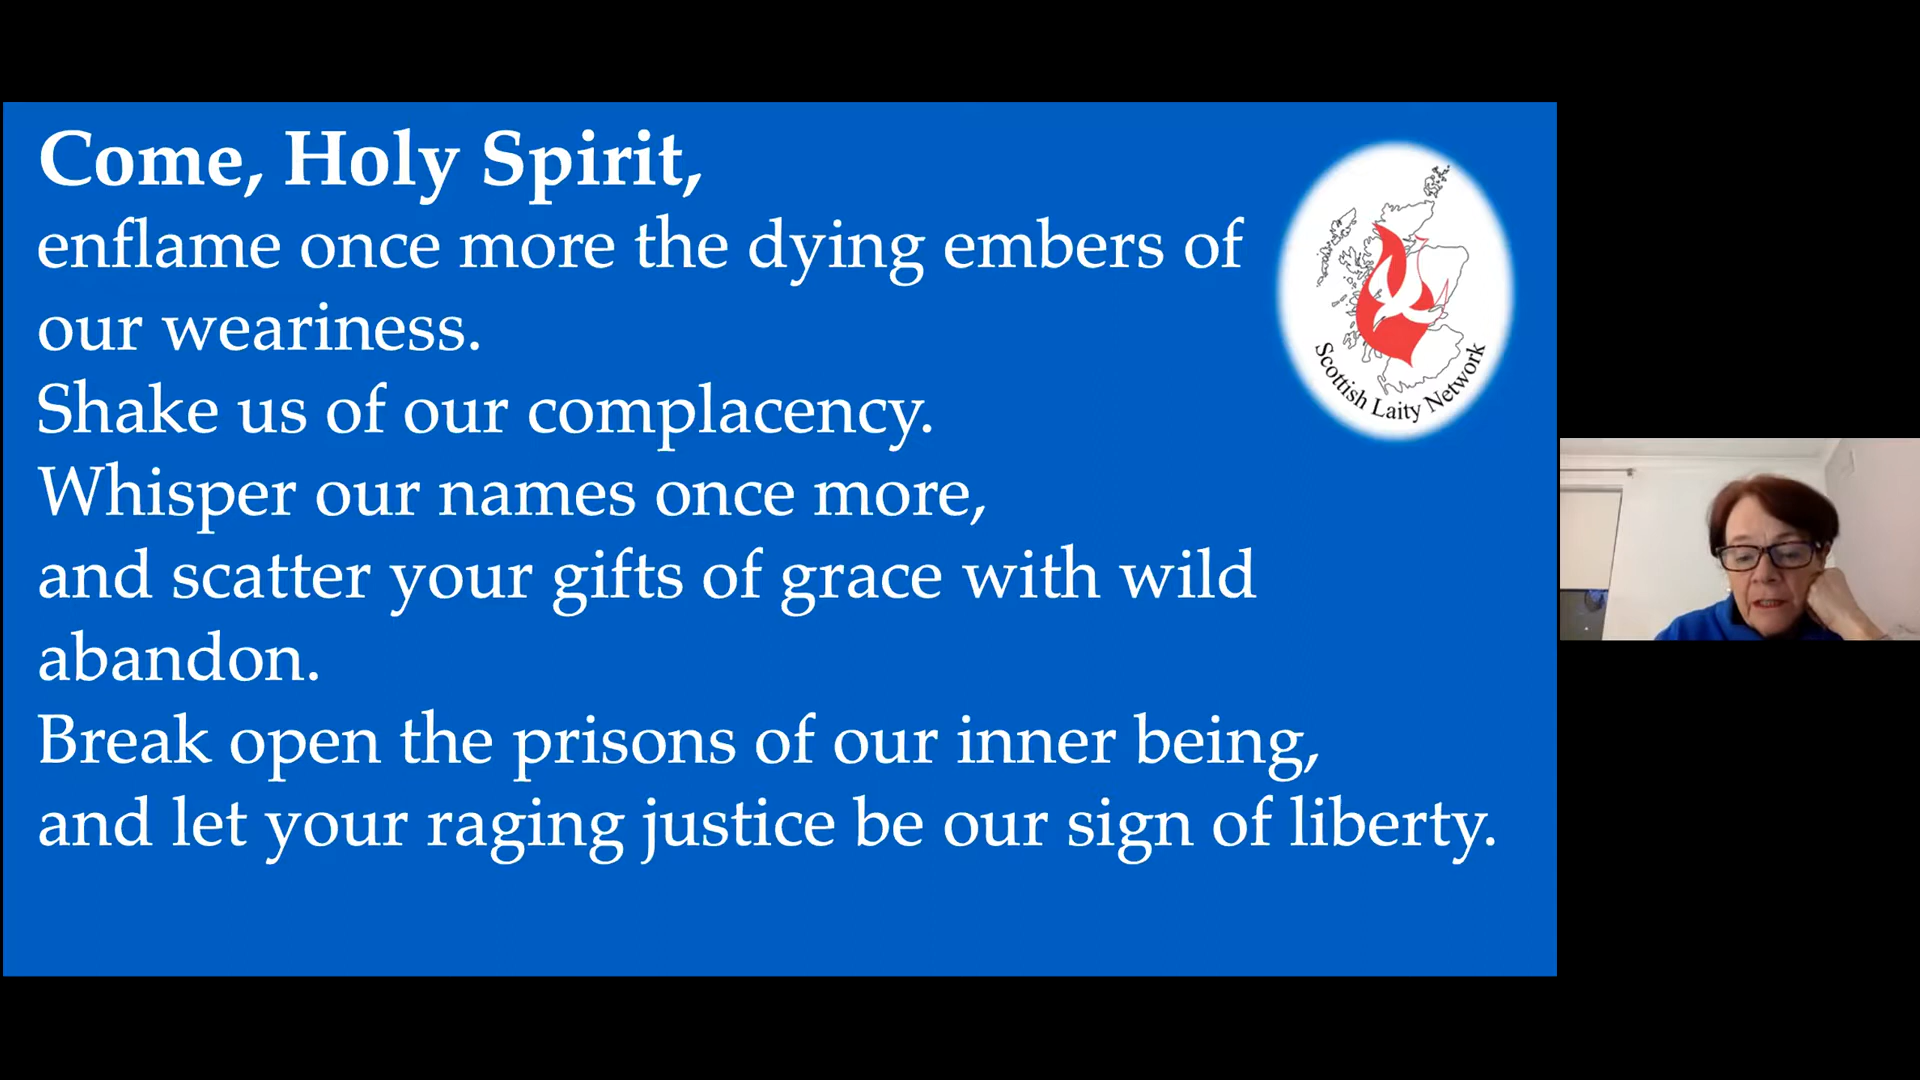 Come, Holy Spirit,
enflame once more the dying embers of
our weariness.
Shake us of our complacency.
Whisper our names once more,
and scatter your gifts of grace with wild
abandon.
Break open the prisons of our inner being,
and let your raging justice be our sign of liberty.
Scottish Laity Network